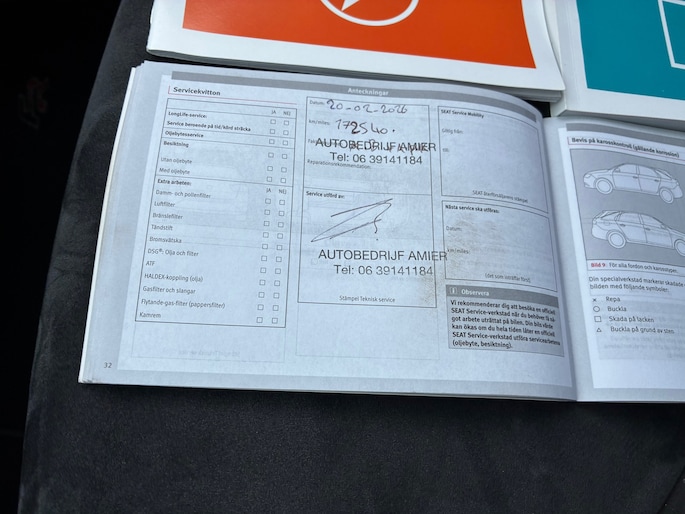 Servicekvitton
Anteckningar
JA NEJ
LongLife-service:
Service beroende på tid/körd sträcka
Oljebytesservice
Besiktning
Utan oljebyte
Med oljebyte
Extra arbeten:
JA NEJ
Damm- och pollenfilter
Luftfilter
Bränslefilter
Tändstift
Bromsvätska
DSG®: Olja och filter
ATF
HALDEX-koppling (olja)
Gasfilter och slangar
Flytande-gas-filter (pappersfilter)
Kamrem
32
Datum: 20-02-2026
km/miles: 172540.
AUTOBEDRIJF AMIER
Tel: 06 39141184
Reparationsrekommendation:
Service utförd av:
AUTOBEDRIJF AMIER
Tel: 06 39141184
Stämpel Teknisk service
SEAT Service Mobility
Giltig från:
till:
SEAT återförsäljarens stämpel
Nästa service ska utföras:
Datum:
km/miles:
(det som inträffar först)
i Observera
Vi rekommenderar dig att besöka en officiell
SEAT Service-verkstad när du behöver få nå-
got arbete uträttat på bilen. Din bils värde
kan ökas om du hela tiden låter en officiell
SEAT Service-verkstad utföra servicearbetena
(oljebyte, besiktning).
Bevis på karosskontroll (gällande korrosion)
Bild 9: För alla fordon och karosstyper.
Din specialverkstad markerar skadade
bilden med följande symboler:
× Repa
○ Buckla
□ Skada på lacken
△ Buckla på grund av sten